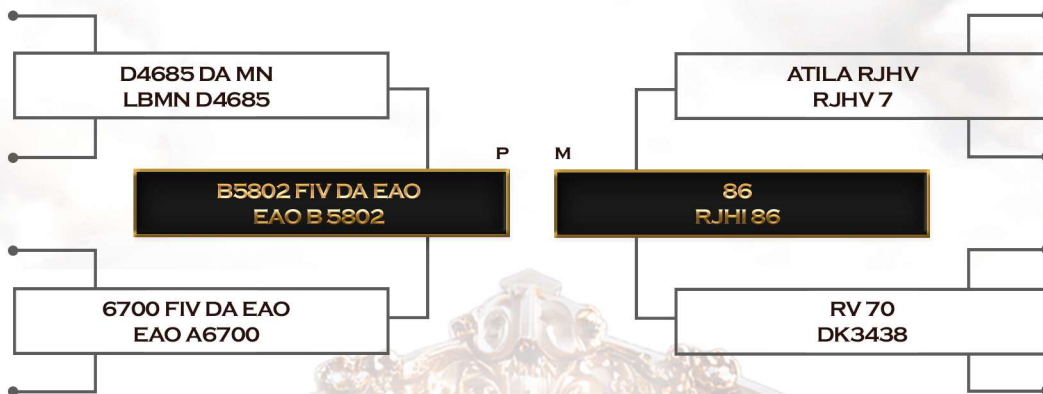 D4685 DA MN
LBMN D4685
ATILA RJHV
RJHV 7
P
M
B5802 FIV DA EAO
EAO B 5802
86
RJHI 86
6700 FIV DA EAO
EAO A6700
RV 70
DK3438